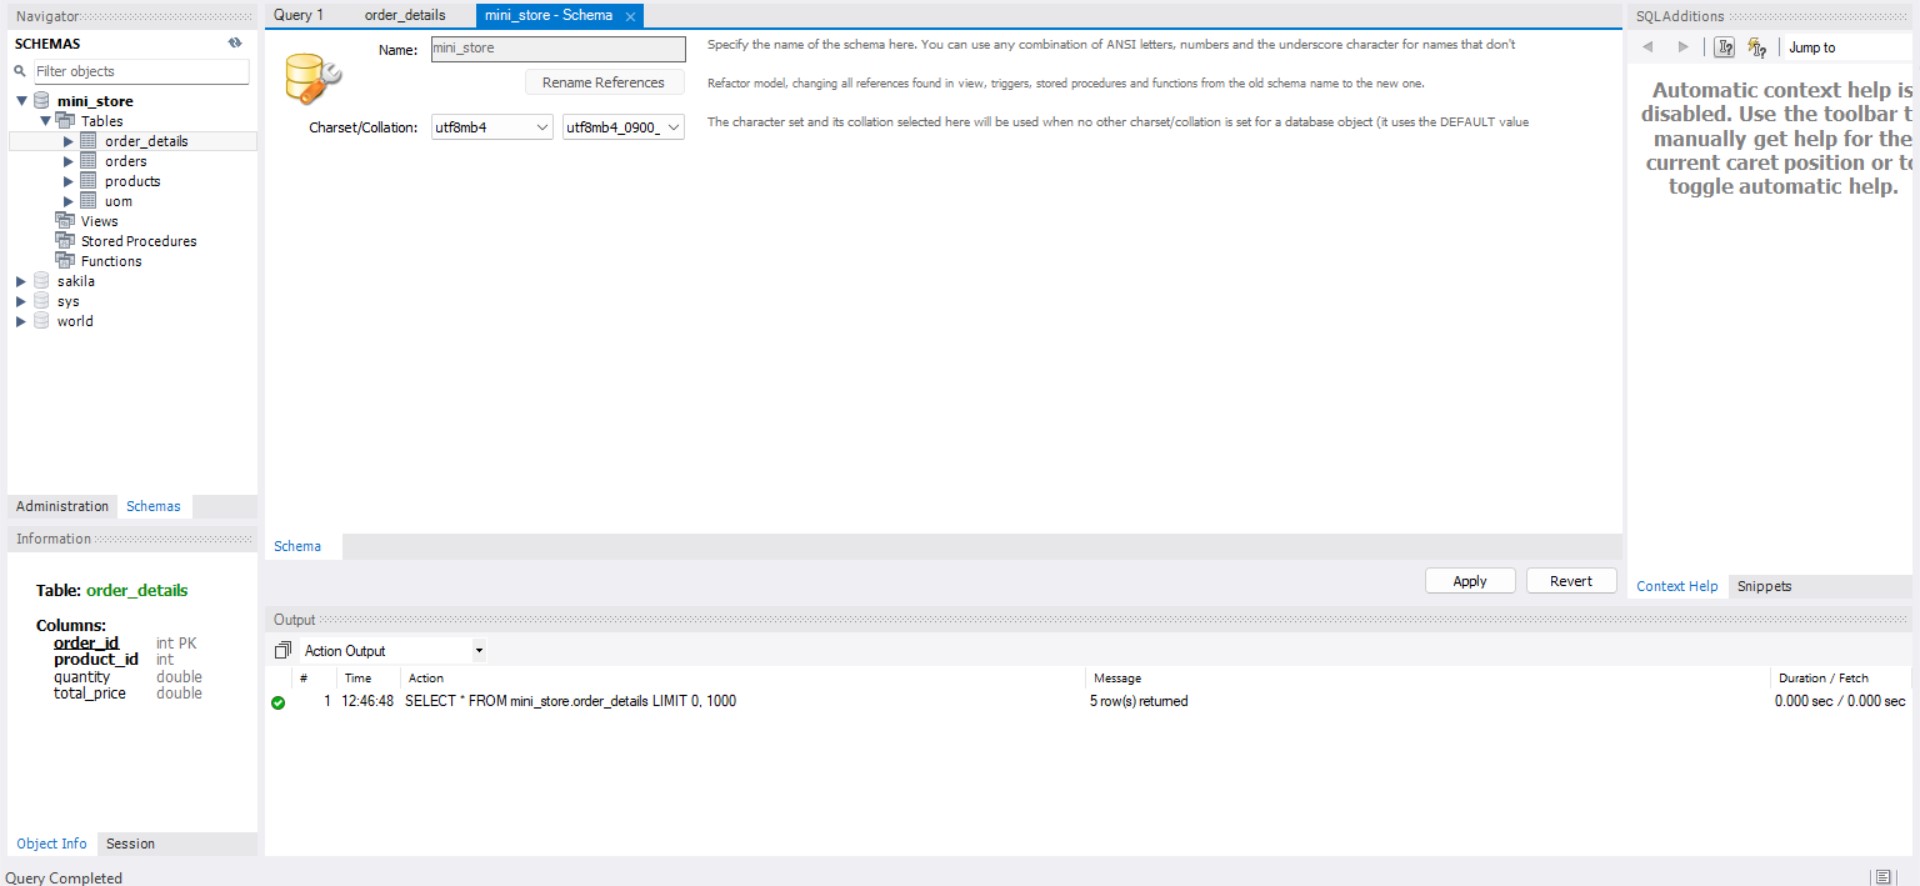 Navigator
SCHEMAS
Filter objects
mini_store
Tables
order_details
orders
products
uom
Views
Stored Procedures
Functions
sakila
sys
world
Administration Schemas
Information
Table: order_details
Columns:
order_id int PK
product_id int
quantity double
total_price double
Object Info Session
Query Completed
Query 1 order_details mini_store - Schema
Name: mini_store Specify the name of the schema here. You can use any combination of ANSI letters, numbers and the underscore character for names that don't
Rename References Refactor model, changing all references found in view, triggers, stored procedures and functions from the old schema name to the new one.
Charset/Collation: utf8mb4 utf8mb4_0900_ The character set and its collation selected here will be used when no other charset/collation is set for a database object (it uses the DEFAULT value
Schema
Apply Revert
Output
Action Output
# Time Action Message Duration / Fetch
1 12:46:48 SELECT * FROM mini_store.order_details LIMIT 0, 1000 5 row(s) returned 0.000 sec / 0.000 sec
SQLAdditions
Jump to
Automatic context help is
disabled. Use the toolbar t
manually get help for the
current caret position or to
toggle automatic help.
Context Help Snippets